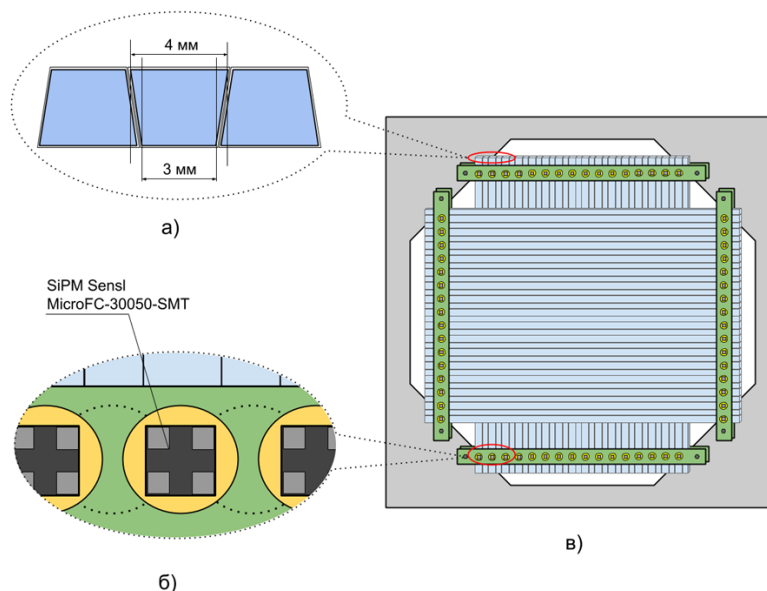 4 мм
3 мм
а)
SiPM Sensl
MicroFC-30050-SMT
б)
в)